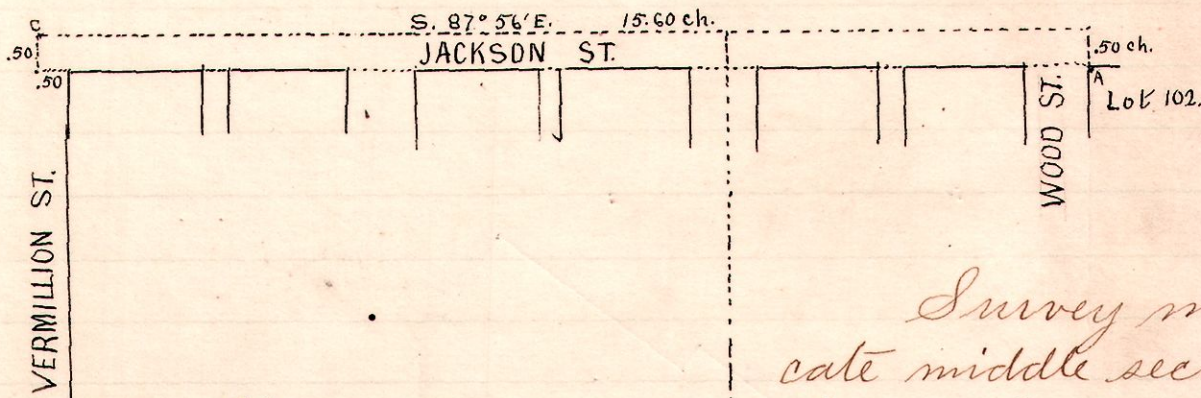 C
S. 87° 56' E. 15.60 ch.
.50
JACKSON ST.
.50 ch.
.50
A
Lot 102.
WOOD ST.
VERMILLION ST.
Survey m
cate middle sec